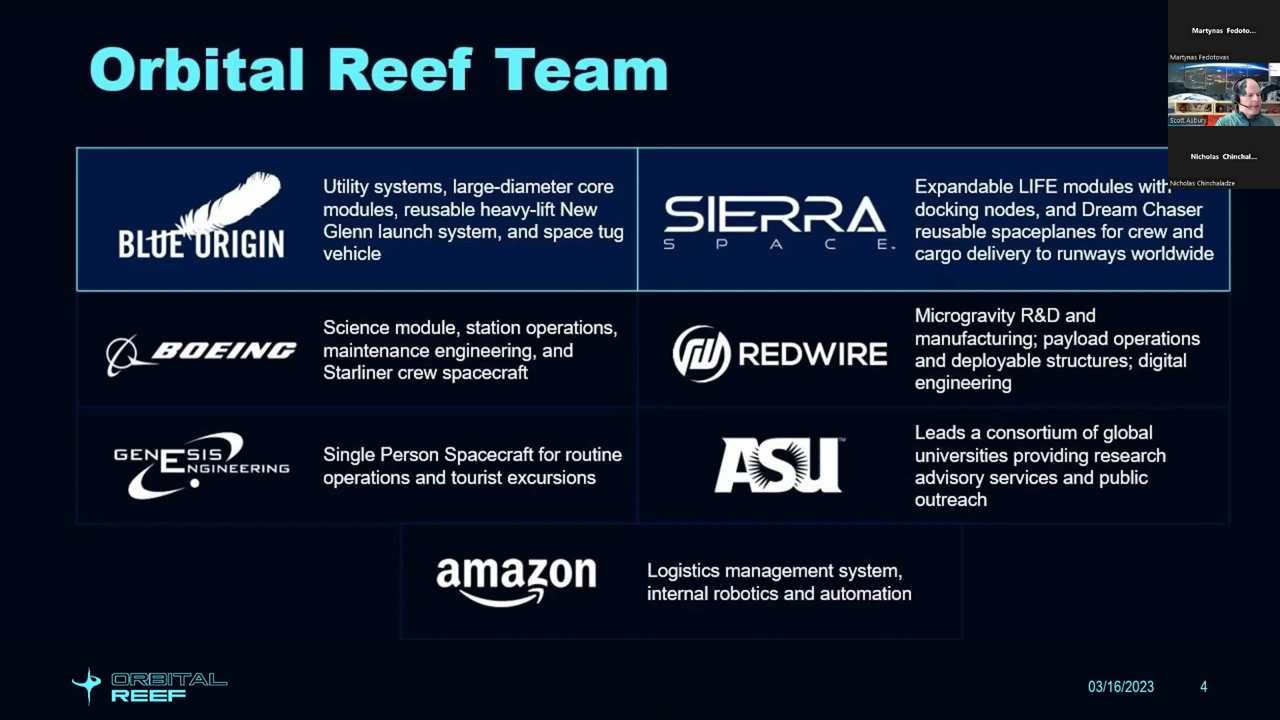 Orbital Reef Team
Martynas Fedoto...
Martynas Fedotovas
Scott Asbury
Nicholas Chinchal...
Nicholas Chinchaladze
BLUE ORIGIN
Utility systems, large-diameter core
modules, reusable heavy-lift New
Glenn launch system, and space tug
vehicle
SIERRA
SPACE™
Expandable LIFE modules with
docking nodes, and Dream Chaser
reusable spaceplanes for crew and
cargo delivery to runways worldwide
BOEING
Science module, station operations,
maintenance engineering, and
Starliner crew spacecraft
REDWIRE
Microgravity R&D and
manufacturing; payload operations
and deployable structures; digital
engineering
GENESIS
ENGINEERING
Single Person Spacecraft for routine
operations and tourist excursions
ASU™
Leads a consortium of global
universities providing research
advisory services and public
outreach
amazon
Logistics management system,
internal robotics and automation
ORBITAL
REEF
03/16/2023
4